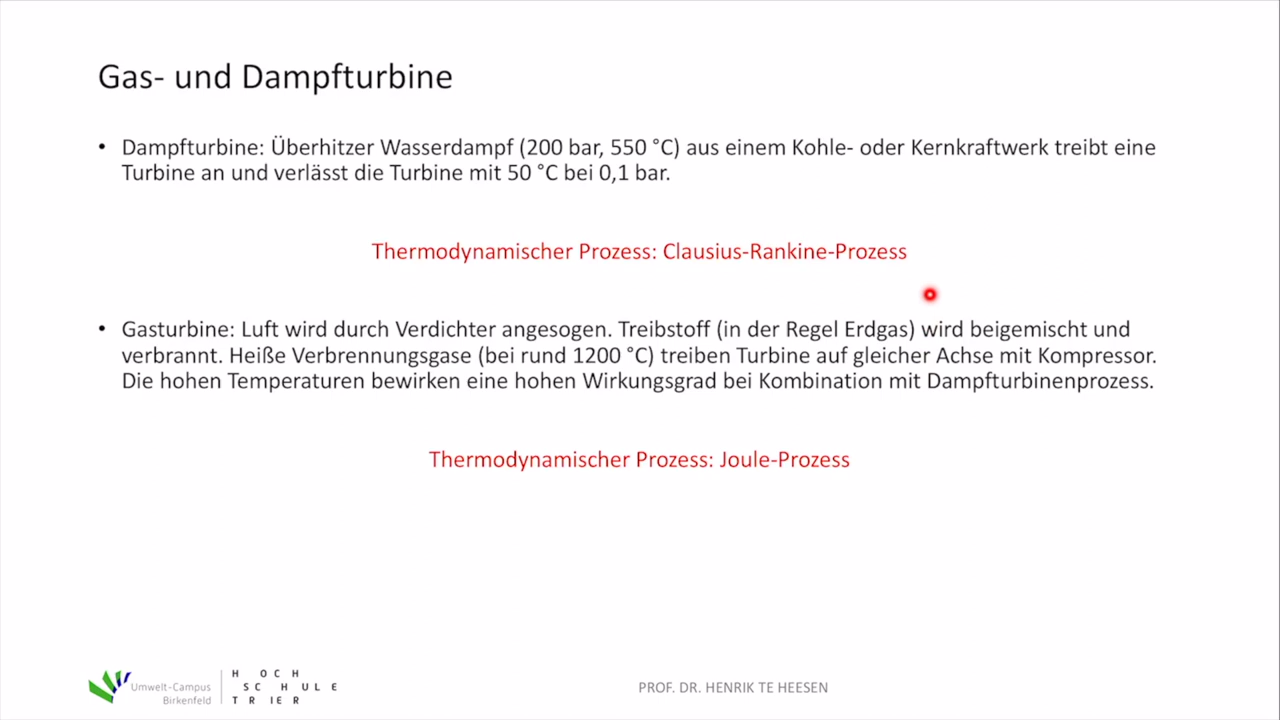 Gas- und Dampfturbine
• Dampfturbine: Überhitzer Wasserdampf (200 bar, 550 °C) aus einem Kohle- oder Kernkraftwerk treibt eine
Turbine an und verlässt die Turbine mit 50 °C bei 0,1 bar.
Thermodynamischer Prozess: Clausius-Rankine-Prozess
• Gasturbine: Luft wird durch Verdichter angesogen. Treibstoff (in der Regel Erdgas) wird beigemischt und
verbrannt. Heiße Verbrennungsgase (bei rund 1200 °C) treiben Turbine auf gleicher Achse mit Kompressor.
Die hohen Temperaturen bewirken eine hohen Wirkungsgrad bei Kombination mit Dampfturbinenprozess.
Thermodynamischer Prozess: Joule-Prozess
Umwelt-Campus
Birkenfeld
HOCH
SCHULE
TRIER
PROF. DR. HENRIK TE HEESEN